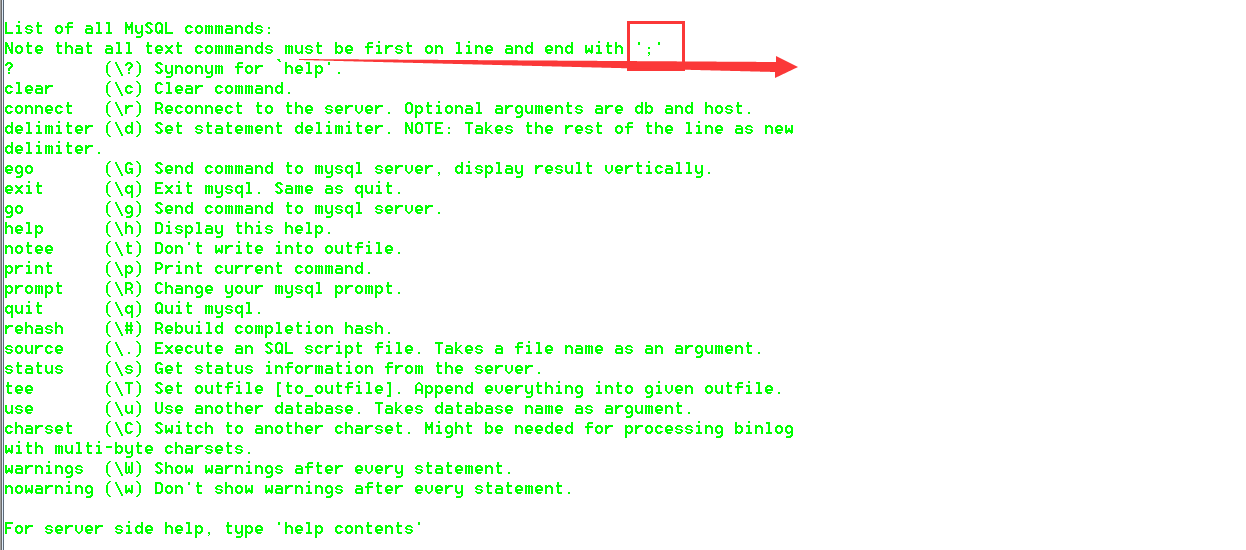 List of all MySQL commands:
Note that all text commands must be first on line and end with ';'
?         (\?) Synonym for `help'.
clear     (\c) Clear command.
connect   (\r) Reconnect to the server. Optional arguments are db and host.
delimiter (\d) Set statement delimiter. NOTE: Takes the rest of the line as new
delimiter.
ego       (\G) Send command to mysql server, display result vertically.
exit      (\q) Exit mysql. Same as quit.
go        (\g) Send command to mysql server.
help      (\h) Display this help.
notee     (\t) Don't write into outfile.
print     (\p) Print current command.
prompt    (\R) Change your mysql prompt.
quit      (\q) Quit mysql.
rehash    (\#) Rebuild completion hash.
source    (\.) Execute an SQL script file. Takes a file name as an argument.
status    (\s) Get status information from the server.
tee       (\T) Set outfile [to_outfile]. Append everything into given outfile.
use       (\u) Use another database. Takes database name as argument.
charset   (\C) Switch to another charset. Might be needed for processing binlog
with multi-byte charsets.
warnings  (\W) Show warnings after every statement.
nowarning (\w) Don't show warnings after every statement.
For server side help, type 'help contents'